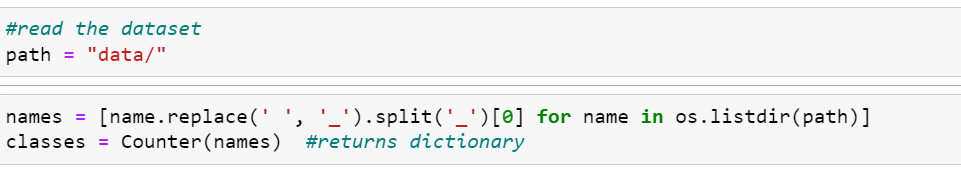 #read the dataset
path = "data/"
names = [name.replace(' ', '_').split('_')[0] for name in os.listdir(path)]
classes = Counter(names)  #returns dictionary